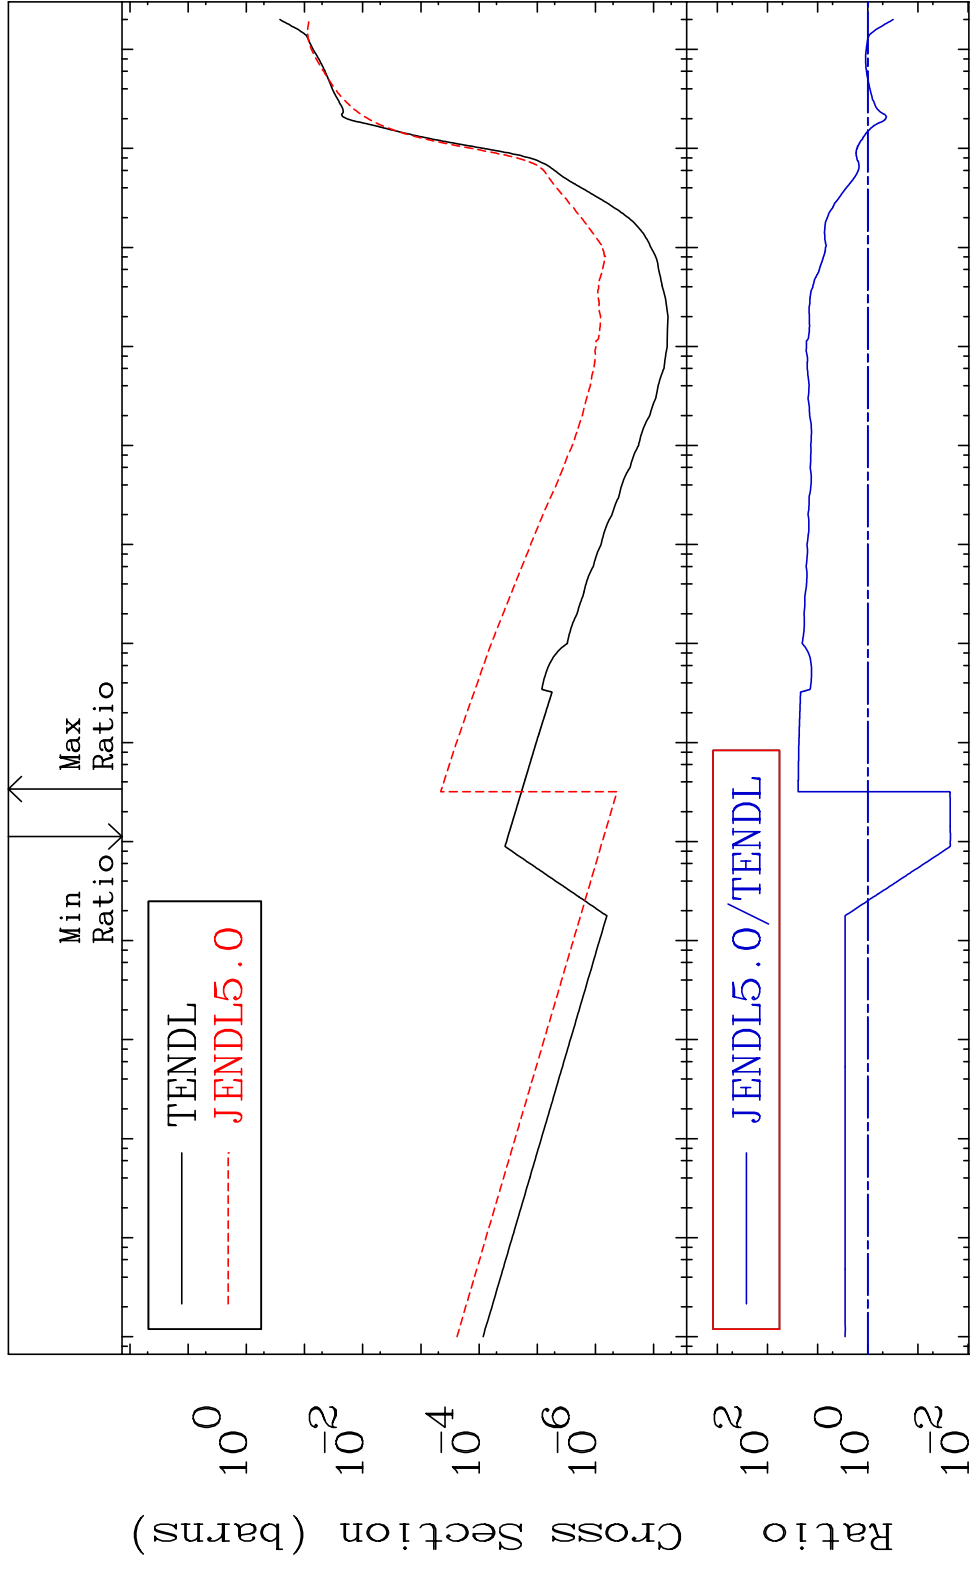 Min
Ratio
Max
Ratio
TENDL
JENDL5.0
JENDL5.0/TENDL
10^0
10^-2
10^-4
10^-6
10^2
10^0
10^-2
Cross Section (barns)
Ratio